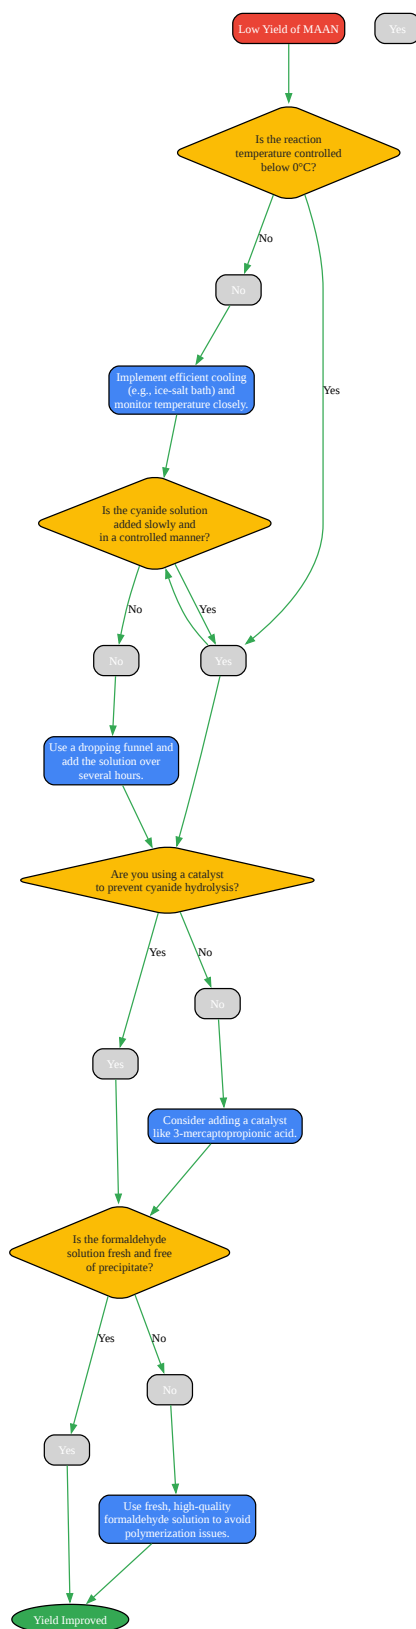 Low Yield of MAAN
Yes
Is the reaction
temperature controlled
below 0°C?
No
No
Implement efficient cooling
(e.g., ice-salt bath) and
monitor temperature closely.
Yes
Is the cyanide solution
added slowly and
in a controlled manner?
No
Yes
No
Yes
Use a dropping funnel and
add the solution over
several hours.
Are you using a catalyst
to prevent cyanide hydrolysis?
Yes
No
No
Yes
Consider adding a catalyst
like 3-mercaptopropionic acid.
Is the formaldehyde
solution fresh and free
of precipitate?
Yes
No
No
Yes
Use fresh, high-quality
formaldehyde solution to avoid
polymerization issues.
Yield Improved